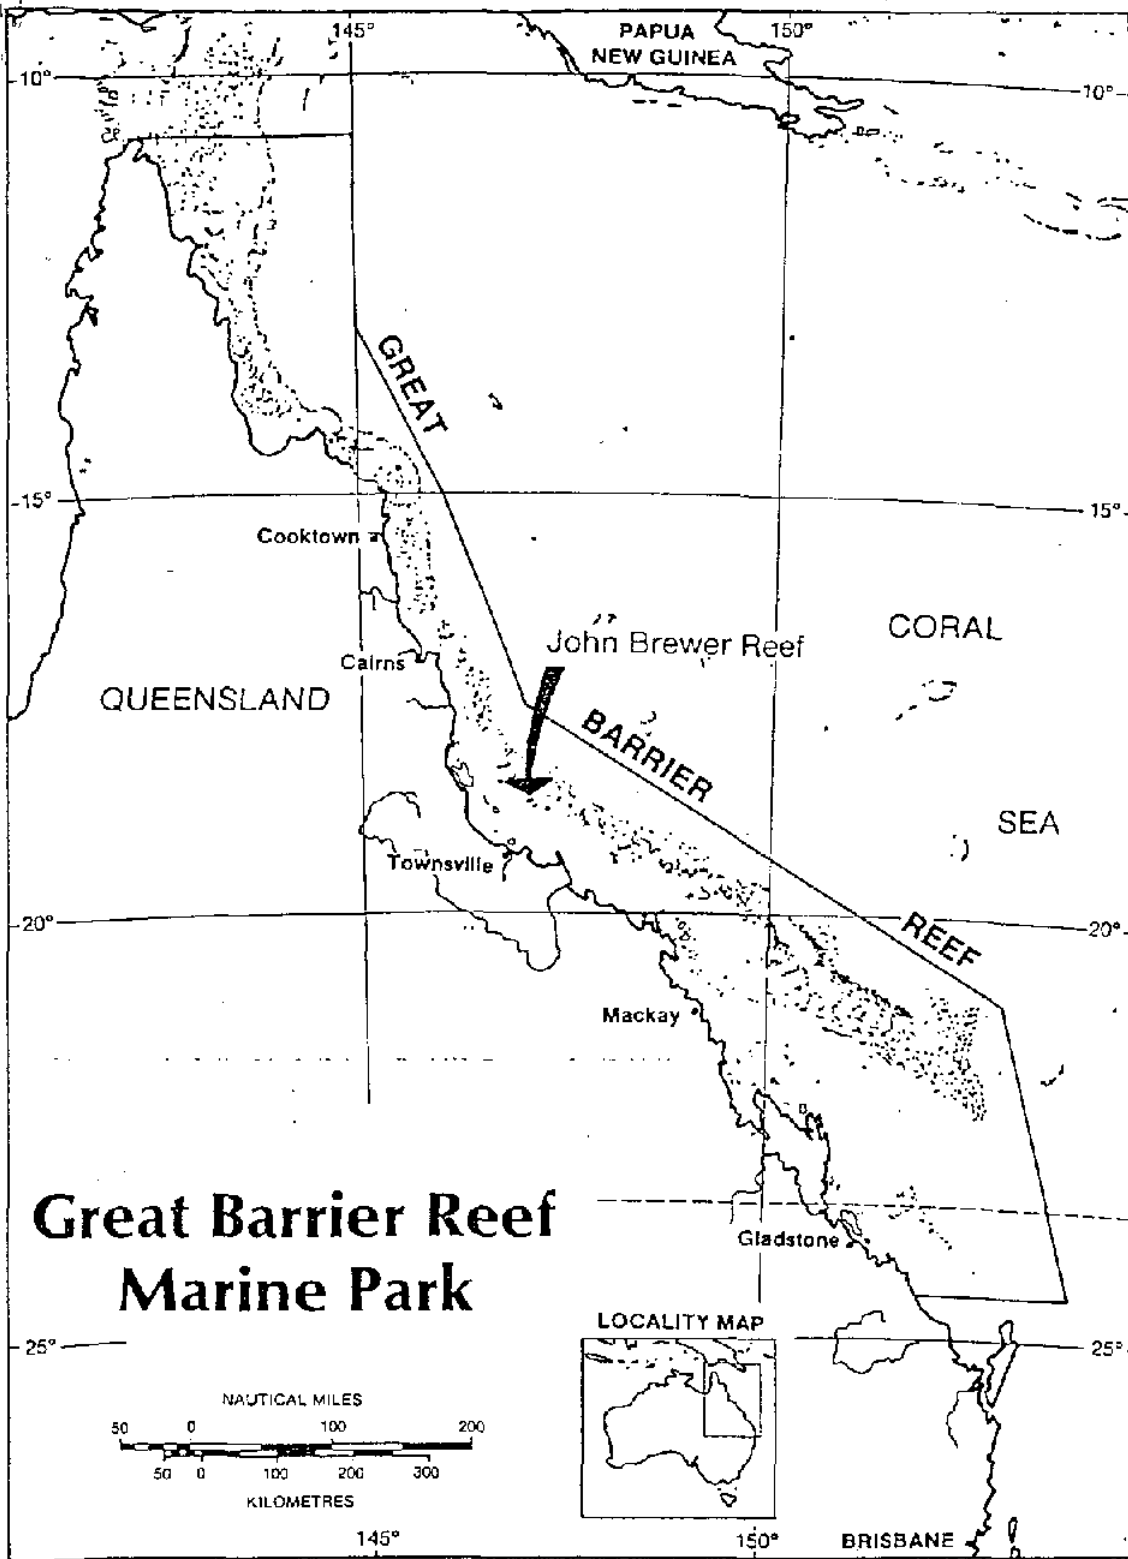 145°
150°
PAPUA
NEW GUINEA
10°
10°
GREAT
15°
15°
Cooktown
CORAL
John Brewer Reef
Cairns
QUEENSLAND
BARRIER
SEA
Townsville
20°
20°
REEF
Mackay
Great Barrier Reef
Marine Park
Gladstone
LOCALITY MAP
25°
25°
NAUTICAL MILES
50 0 100 200
50 0 100 200 300
KILOMETRES
145°
150°
BRISBANE